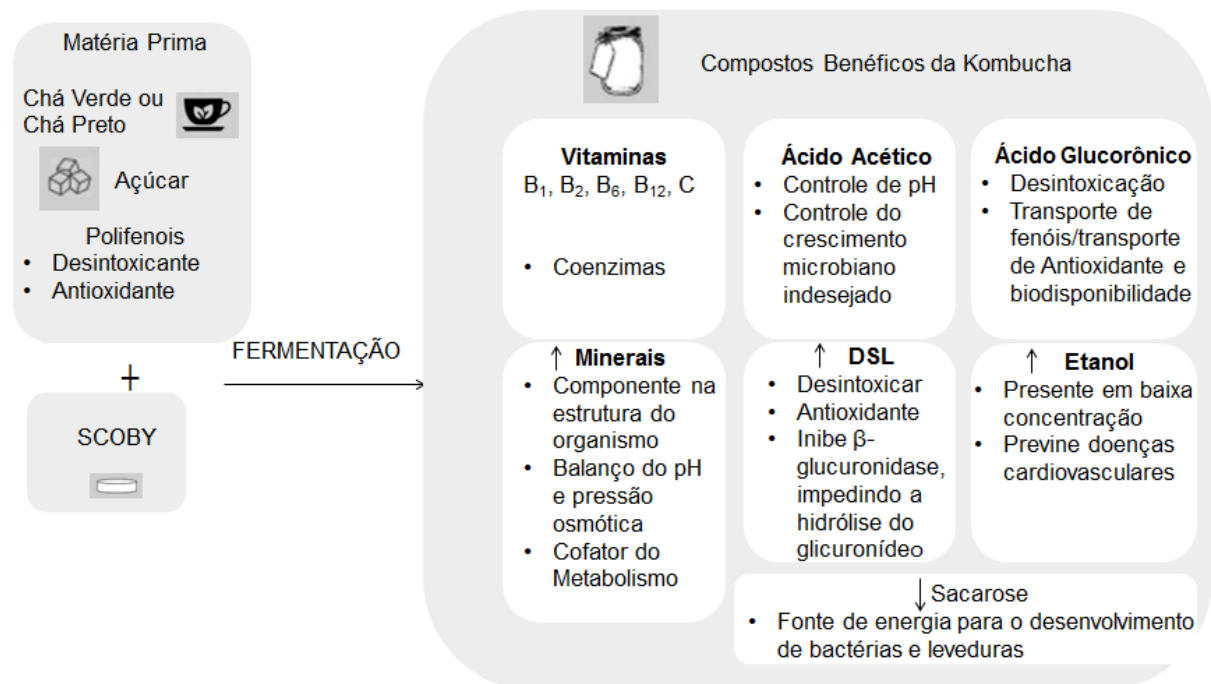 Matéria Prima
Chá Verde ou
Chá Preto
Açúcar
Polifenois
• Desintoxicante
• Antioxidante
+
SCOBY
FERMENTAÇÃO
Compostos Benéficos da Kombucha
Vitaminas
B₁, B₂, B₆, B₁₂, C
• Coenzimas
Ácido Acético
• Controle de pH
• Controle do
crescimento
microbiano
indesejado
Ácido Glucorônico
• Desintoxicação
• Transporte de
fenóis/transporte
de Antioxidante e
biodisponibilidade
↑ Minerais
• Componente na
estrutura do
organismo
• Balanço do pH
e pressão
osmótica
• Cofator do
Metabolismo
↑ DSL
• Desintoxicar
• Antioxidante
• Inibe β-
glucuronidase,
impedindo a
hidrólise do
glicuronídeo
↑ Etanol
• Presente em baixa
concentração
• Previne doenças
cardiovasculares
↓ Sacarose
• Fonte de energia para o desenvolvimento
de bactérias e leveduras